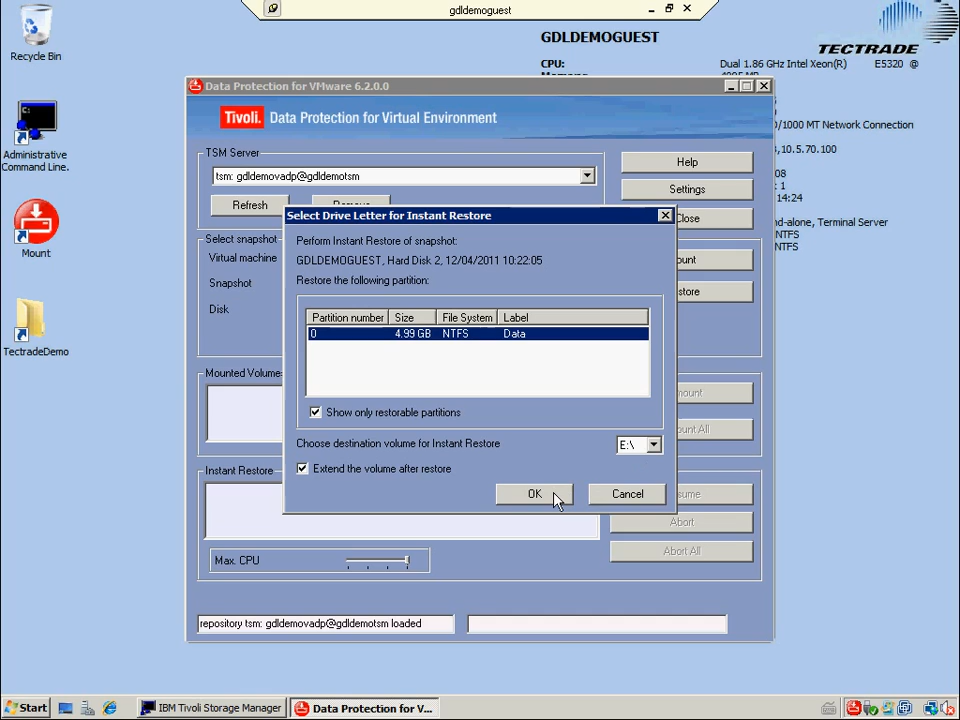 gdldemoguest
Recycle Bin
GDLDEMOGUEST
TECTRADE
CPU: Dual 1.86 GHz Intel Xeon(R) E5320 @
Data Protection for VMware 6.2.0.0
Tivoli. Data Protection for Virtual Environment
/1000 MT Network Connection
,10.5.70.100
08
: 1
14:24
nd-alone, Terminal Server
NTFS
NTFS
Administrative
Command Line.
Mount
TectradeDemo
TSM Server
tsm: gdldemovadp@gdldemotsm
Refresh
Help
Settings
Close
Select snapshot
Virtual machine
Snapshot
Disk
ount
store
Select Drive Letter for Instant Restore
Perform Instant Restore of snapshot:
GDLDEMOGUEST, Hard Disk 2, 12/04/2011 10:22:05
Restore the following partition:
Partition number Size File System Label
0 4.99 GB NTFS Data
Show only restorable partitions
Choose destination volume for Instant Restore E:\
Extend the volume after restore
OK Cancel
Mounted Volume
ount
ount All
Instant Restore
sume
Abort
Abort All
Max. CPU
repository tsm: gdldemovadp@gdldemotsm loaded
Start
IBM Tivoli Storage Manager
Data Protection for V...